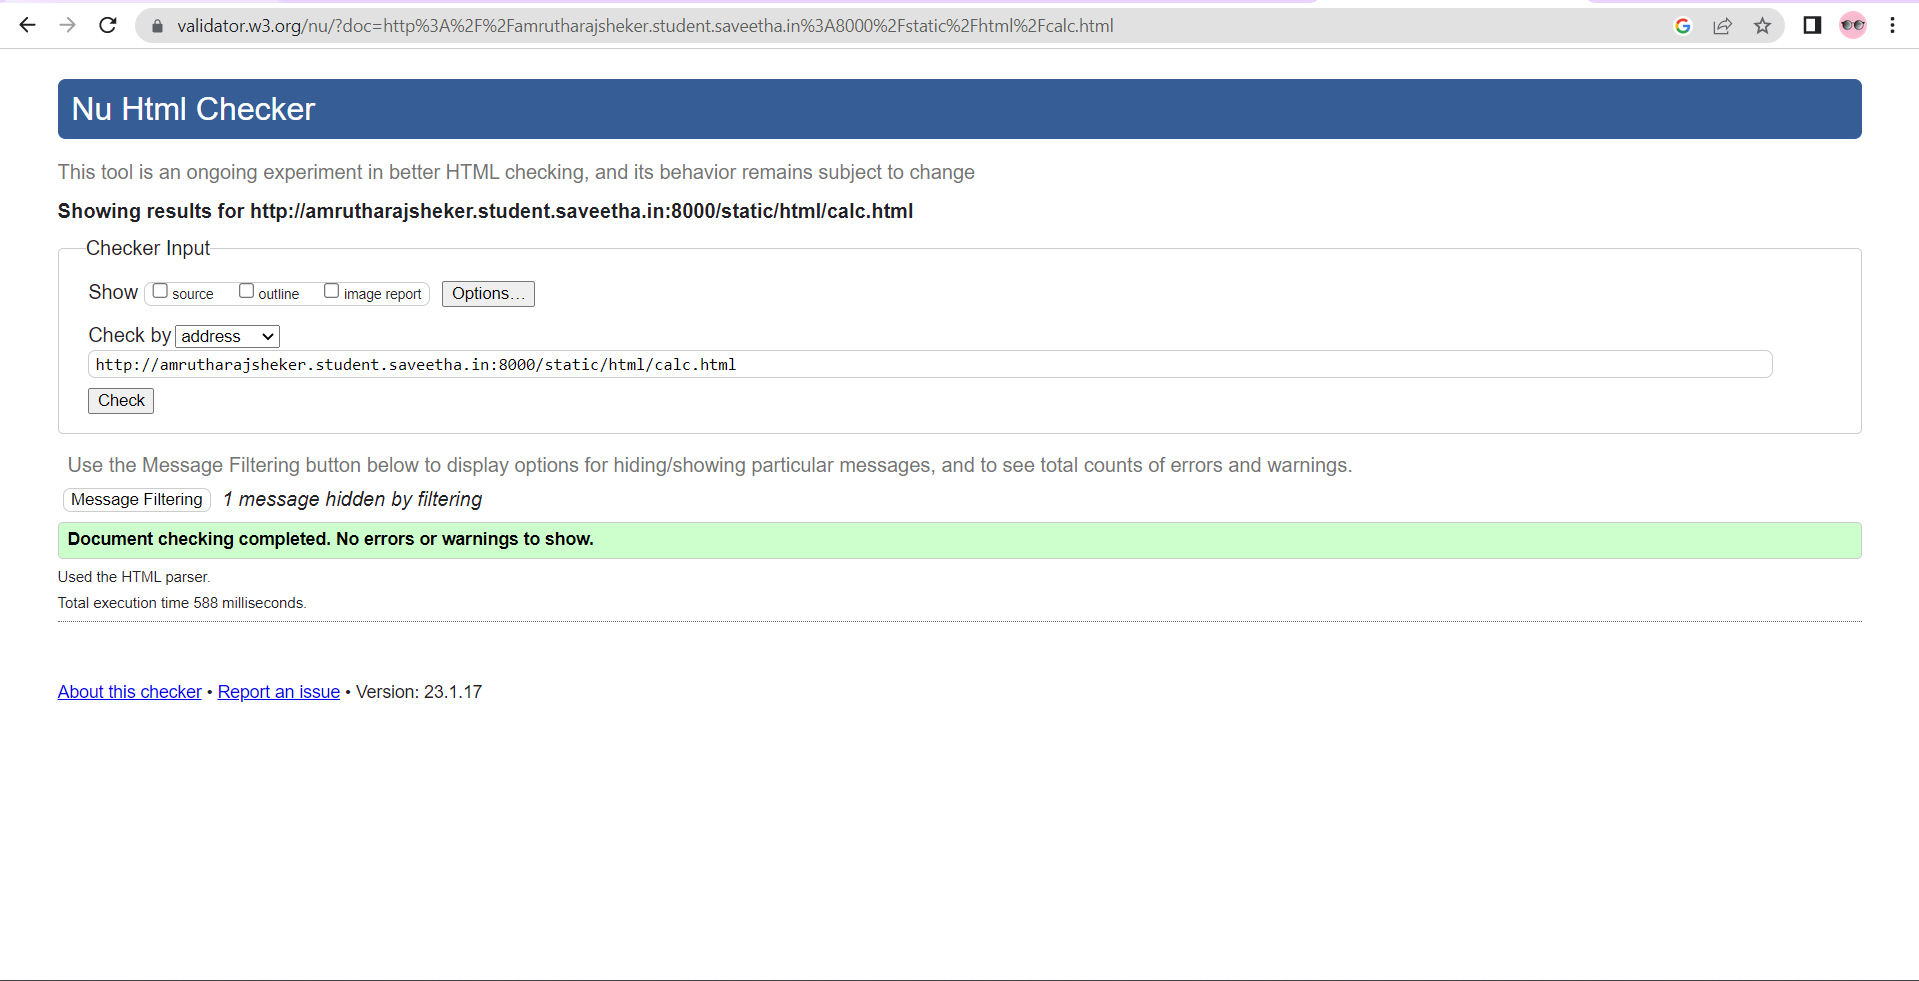 validator.w3.org/nu/?doc=http%3A%2F%2Famrutharajsheker.student.saveetha.in%3A8000%2Fstatic%2Fhtml%2Fcalc.html
Nu Html Checker
This tool is an ongoing experiment in better HTML checking, and its behavior remains subject to change
Showing results for http://amrutharajsheker.student.saveetha.in:8000/static/html/calc.html
Checker Input
Show source outline image report Options...
Check by address
http://amrutharajsheker.student.saveetha.in:8000/static/html/calc.html
Check
Use the Message Filtering button below to display options for hiding/showing particular messages, and to see total counts of errors and warnings.
Message Filtering 1 message hidden by filtering
Document checking completed. No errors or warnings to show.
Used the HTML parser.
Total execution time 588 milliseconds.
About this checker • Report an issue • Version: 23.1.17